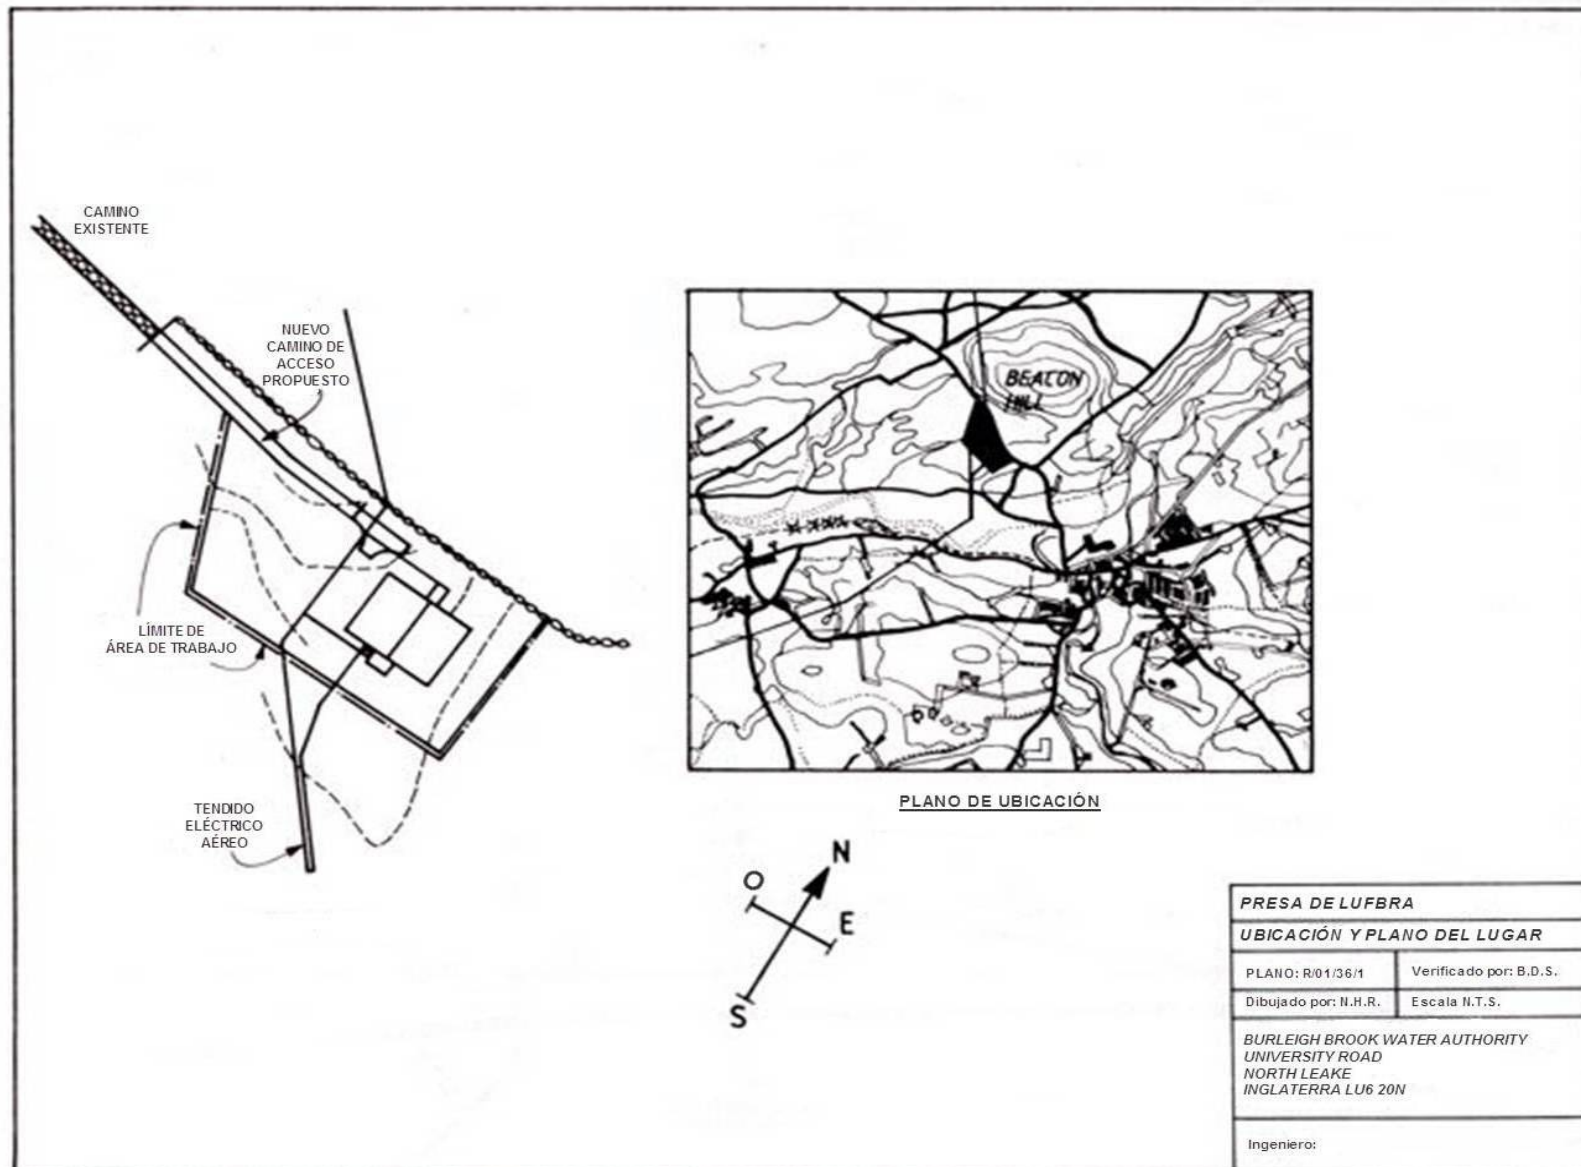 CAMINO
EXISTENTE
NUEVO
CAMINO DE
ACCESO
PROPUESTO
LÍMITE DE
ÁREA DE TRABAJO
TENDIDO
ELÉCTRICO
AÉREO
BEACON
HILL
PLANO DE UBICACIÓN
N
O
E
S
PRESA DE LUFBRA
UBICACIÓN Y PLANO DEL LUGAR
PLANO: R/01/36/1 Verificado por: B.D.S.
Dibujado por: N.H.R. Escala N.T.S.
BURLEIGH BROOK WATER AUTHORITY
UNIVERSITY ROAD
NORTH LEAKE
INGLATERRA LU6 20N
Ingeniero: